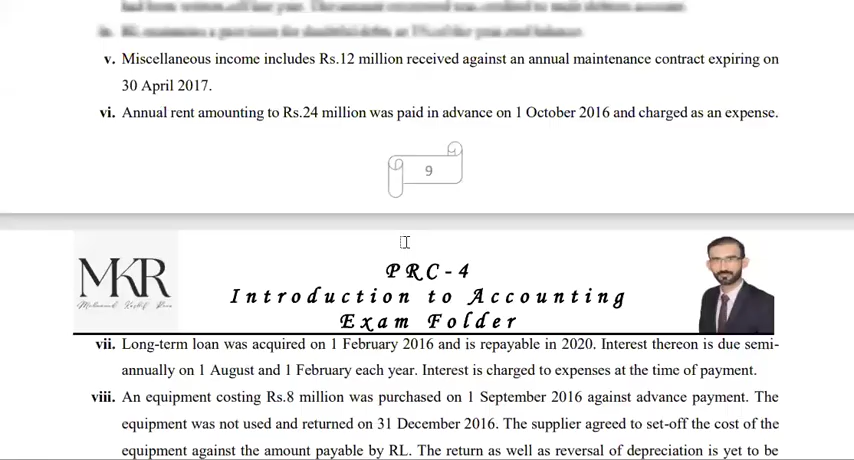 v. Miscellaneous income includes Rs.12 million received against an annual maintenance contract expiring on
30 April 2017.
vi. Annual rent amounting to Rs.24 million was paid in advance on 1 October 2016 and charged as an expense.
9
MKR
PRC-4
Introduction to Accounting
Exam Folder
vii. Long-term loan was acquired on 1 February 2016 and is repayable in 2020. Interest thereon is due semi-
annually on 1 August and 1 February each year. Interest is charged to expenses at the time of payment.
viii. An equipment costing Rs.8 million was purchased on 1 September 2016 against advance payment. The
equipment was not used and returned on 31 December 2016. The supplier agreed to set-off the cost of the
equipment against the amount payable by RL. The return as well as reversal of depreciation is yet to be